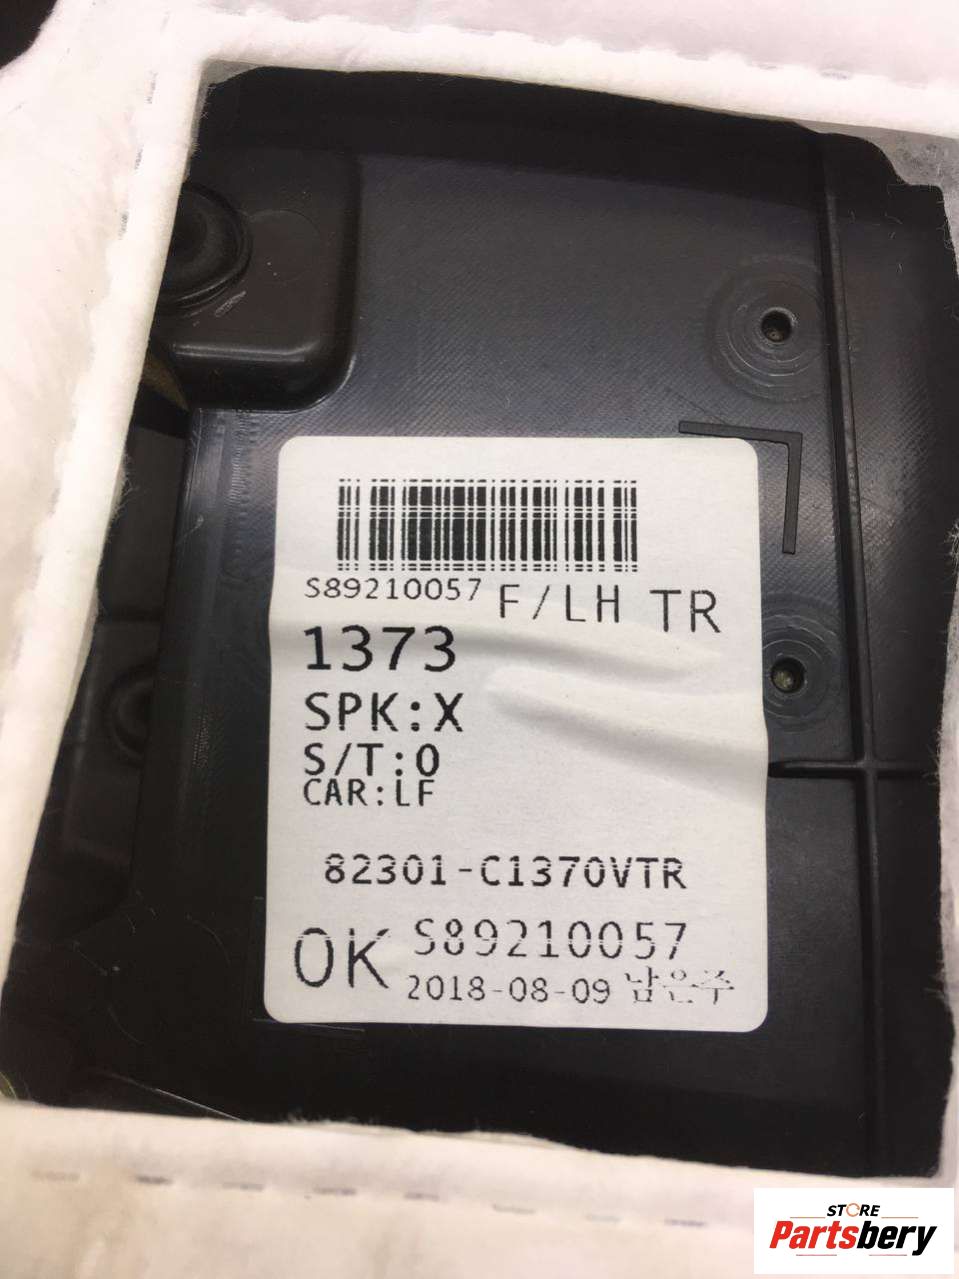 S89210057 F/LH TR
1373
SPK:X
S/T:0
CAR:LF
82301-C1370VTR
OK S89210057
2018-08-09 남은주
STORE
Partsbery